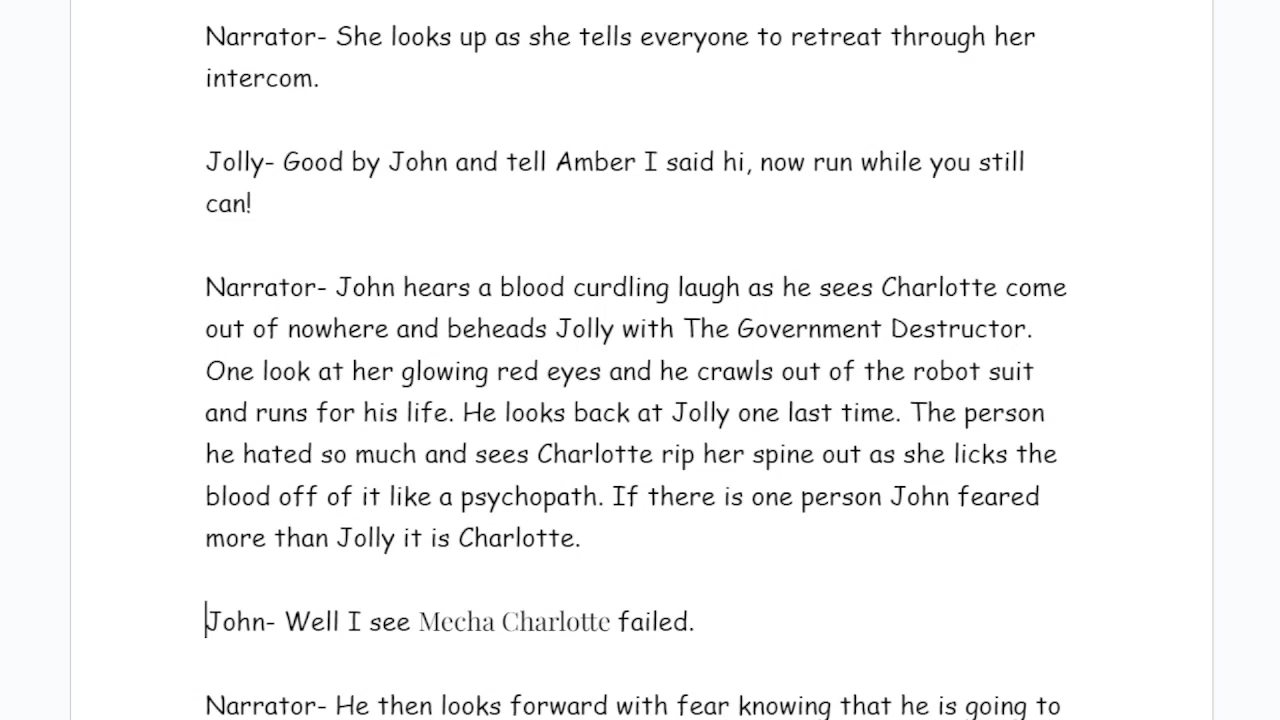 Narrator- She looks up as she tells everyone to retreat through her
intercom.
Jolly- Good by John and tell Amber I said hi, now run while you still
can!
Narrator- John hears a blood curdling laugh as he sees Charlotte come
out of nowhere and beheads Jolly with The Government Destructor.
One look at her glowing red eyes and he crawls out of the robot suit
and runs for his life. He looks back at Jolly one last time. The person
he hated so much and sees Charlotte rip her spine out as she licks the
blood off of it like a psychopath. If there is one person John feared
more than Jolly it is Charlotte.
John- Well I see Mecha Charlotte failed.
Narrator- He then looks forward with fear knowing that he is going to